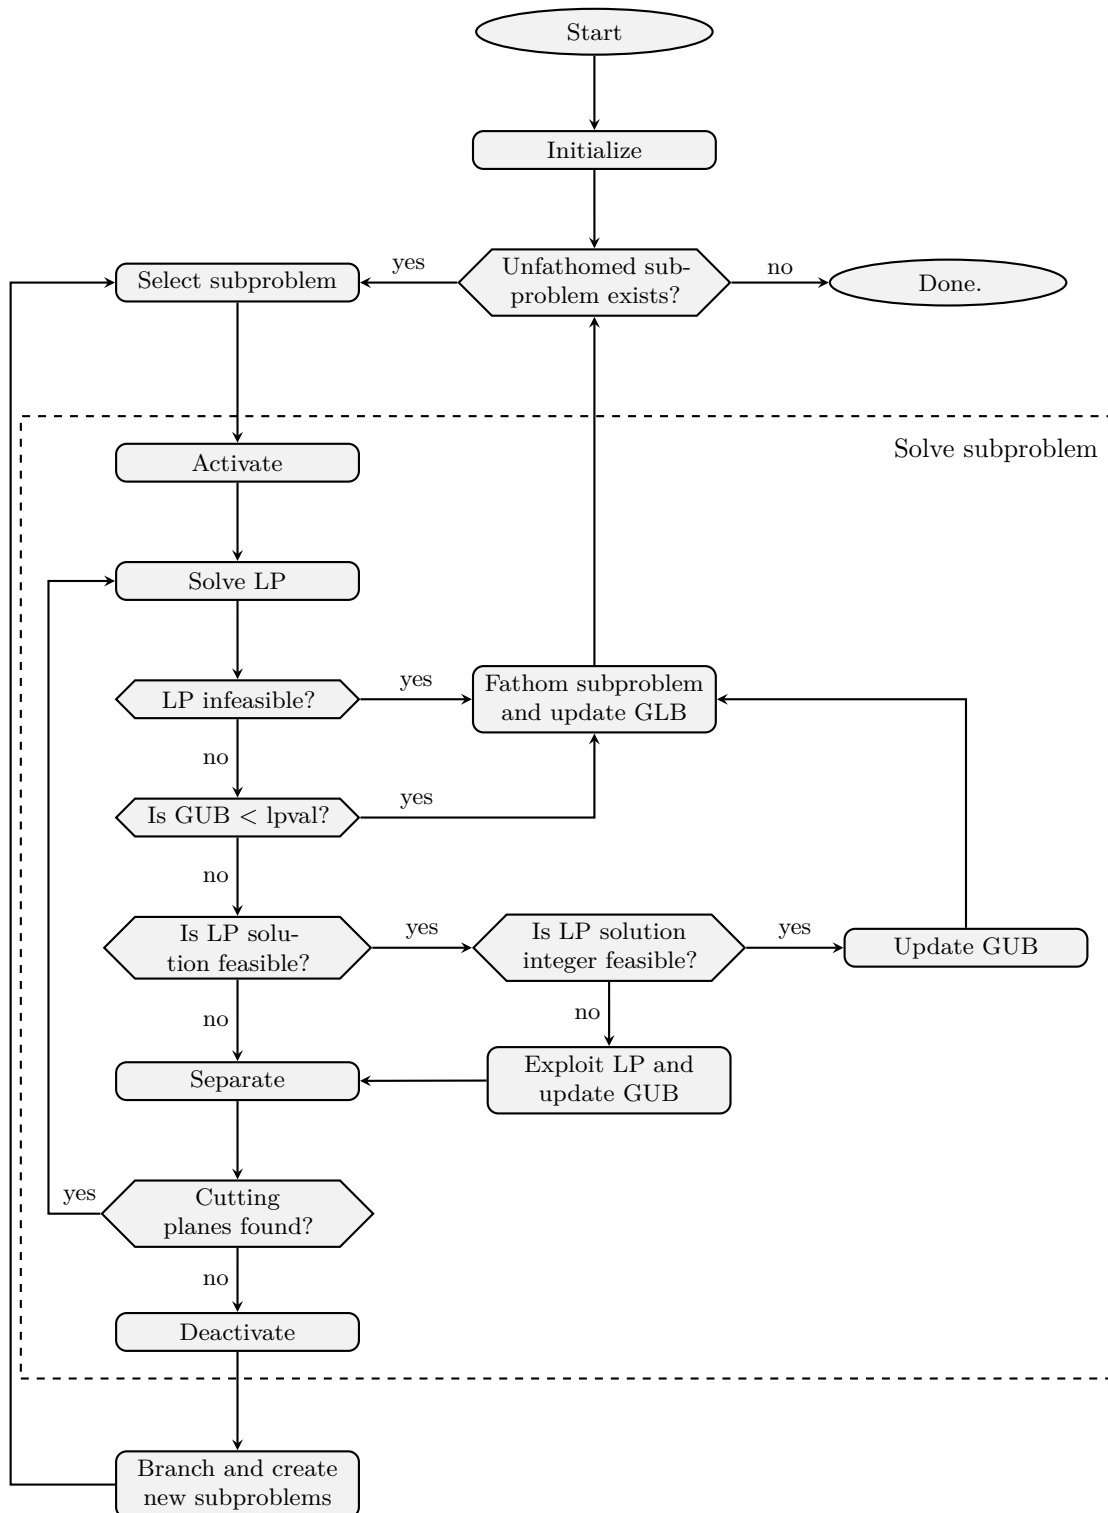 Start
Initialize
yes
Select subproblem
Unfathomed sub-
problem exists?
no
Done.
Solve subproblem
Activate
Solve LP
LP infeasible?
yes
Fathom subproblem
and update GLB
no
Is GUB < lpval?
yes
no
Is LP solu-
tion feasible?
yes
Is LP solution
integer feasible?
yes
Update GUB
no
no
Separate
Exploit LP and
update GUB
yes
Cutting
planes found?
no
Deactivate
Branch and create
new subproblems